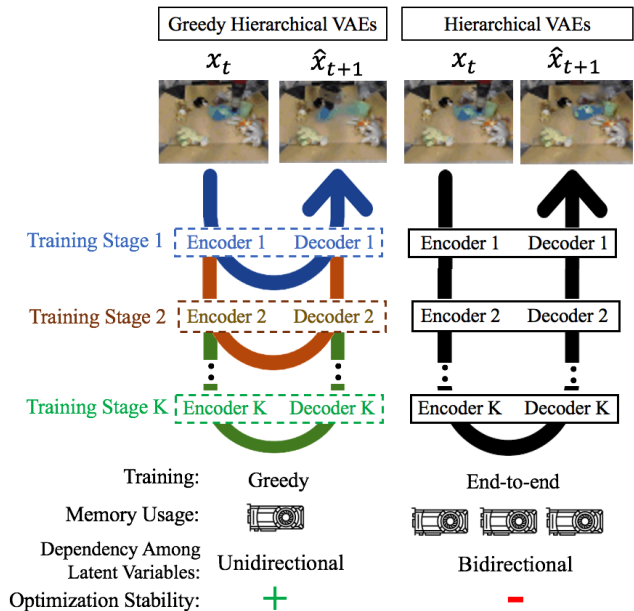 Greedy Hierarchical VAEs
Hierarchical VAEs
x_t
x̂_{t+1}
x_t
x̂_{t+1}
Training Stage 1
Encoder 1
Decoder 1
Encoder 1
Decoder 1
Training Stage 2
Encoder 2
Decoder 2
Encoder 2
Decoder 2
Training Stage K
Encoder K
Decoder K
Encoder K
Decoder K
Training:
Greedy
End-to-end
Memory Usage:
Dependency Among
Latent Variables:
Unidirectional
Bidirectional
Optimization Stability:
+
-